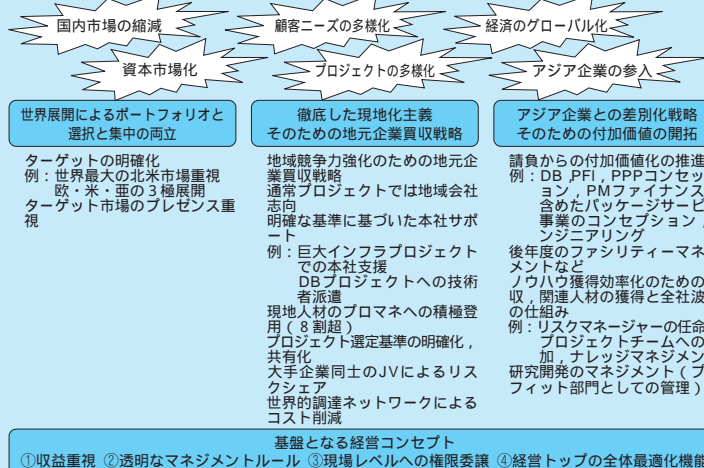 国内市場の縮減
顧客ニーズの多様化
経済のグローバル化
資本市場化
プロジェクトの多様化
アジア企業の参入
世界展開によるポートフォリオと
選択と集中の両立
ターゲットの明確化
例：世界最大の北米市場重視
欧・米・亜の３極展開
ターゲット市場のプレゼンス重
視
徹底した現地化主義
そのための地元企業買収戦略
地域競争力強化のための地元企
業買収戦略
通常プロジェクトでは地域会社
志向
明確な基準に基づいた本社サポ
ート
例：巨大インフラプロジェクト
での本社支援
DBプロジェクトへの技術
者派遣
現地人材のプロマネへの積極登
用（８割超）
プロジェクト選定基準の明確化，
共有化
大手企業同士のJVによるリス
クシェア
世界的調達ネットワークによる
コスト削減
アジア企業との差別化戦略
そのための付加価値の開拓
請負からの付加価値化の推進
例：DB，PFI，PPPコンセッ
ョン，PMファイナンス
含めたパッケージサービ
事業のコンセプション，
ンジニアリング
後年度のファシリティーマネ
メントなど
ノウハウ獲得効率化のための
収，関連人材の獲得と全社波
の仕組み
例：リスクマネージャーの任命
プロジェクトチームへの
加，ナレッジマネジメン
研究開発のマネジメント（プ
フィット部門としての管理）
基盤となる経営コンセプト
①収益重視 ②透明なマネジメントルール ③現場レベルへの権限委譲 ④経営トップの全体最適化機能